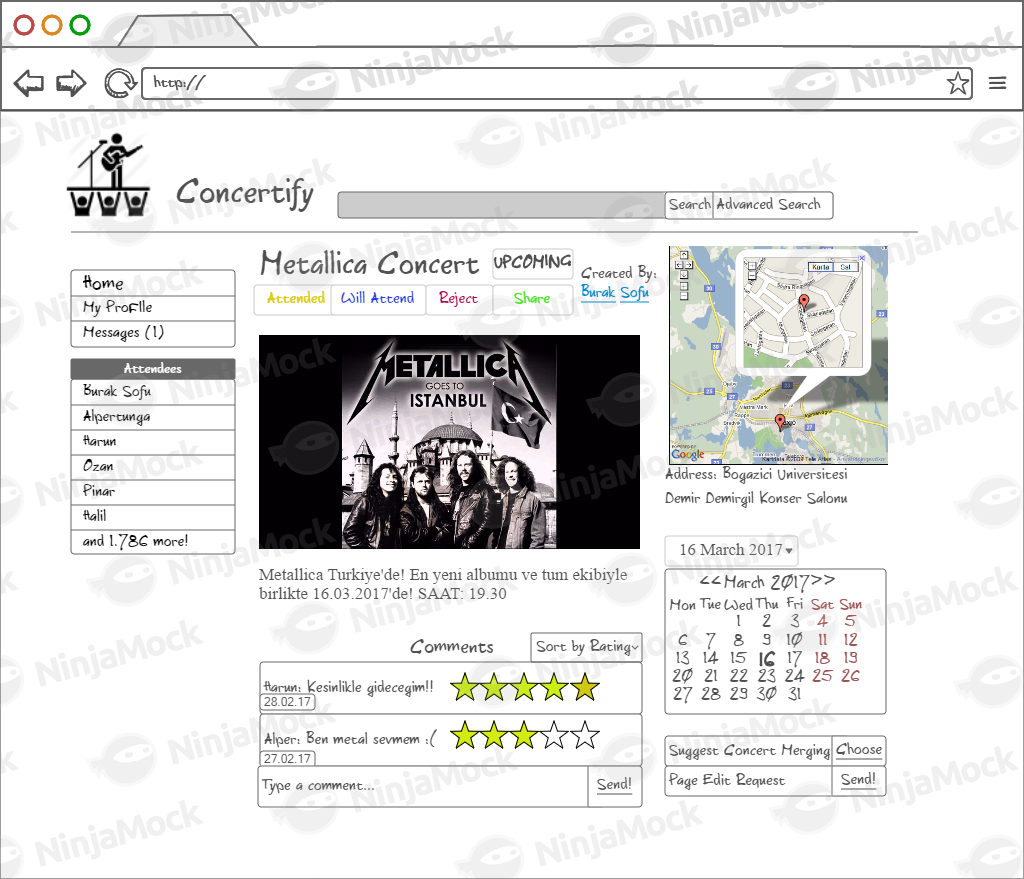 http://
Concertify
Search Advanced Search
Metallica Concert UPCOMING
Created By:
Burak Sofu
Attended Will Attend Reject Share
Home
My Profile
Messages (1)
Attendees
Burak Sofu
Alpertunga
Harun
Ozan
Pinar
Halil
and 1.786 more!
METALLICA
GOES TO
ISTANBUL
Metallica Turkiye'de! En yeni albumu ve tum ekibiyle
birlikte 16.03.2017'de! SAAT: 19.30
Comments Sort by Rating
Harun: Kesinlikle gidecegim!!
28.02.17
Alper: Ben metal sevmem :(
27.02.17
Type a comment... Send!
Karta Sat
Google
Address: Bogazici Universitesi
Demir Demirgil Konser Salonu
16 March 2017
<< March 2017 >>
Mon Tue Wed Thu Fri Sat Sun
1 2 3 4 5
6 7 8 9 10 11 12
13 14 15 16 17 18 19
20 21 22 23 24 25 26
27 28 29 30 31
Suggest Concert Merging Choose
Page Edit Request Send!
NinjaMock